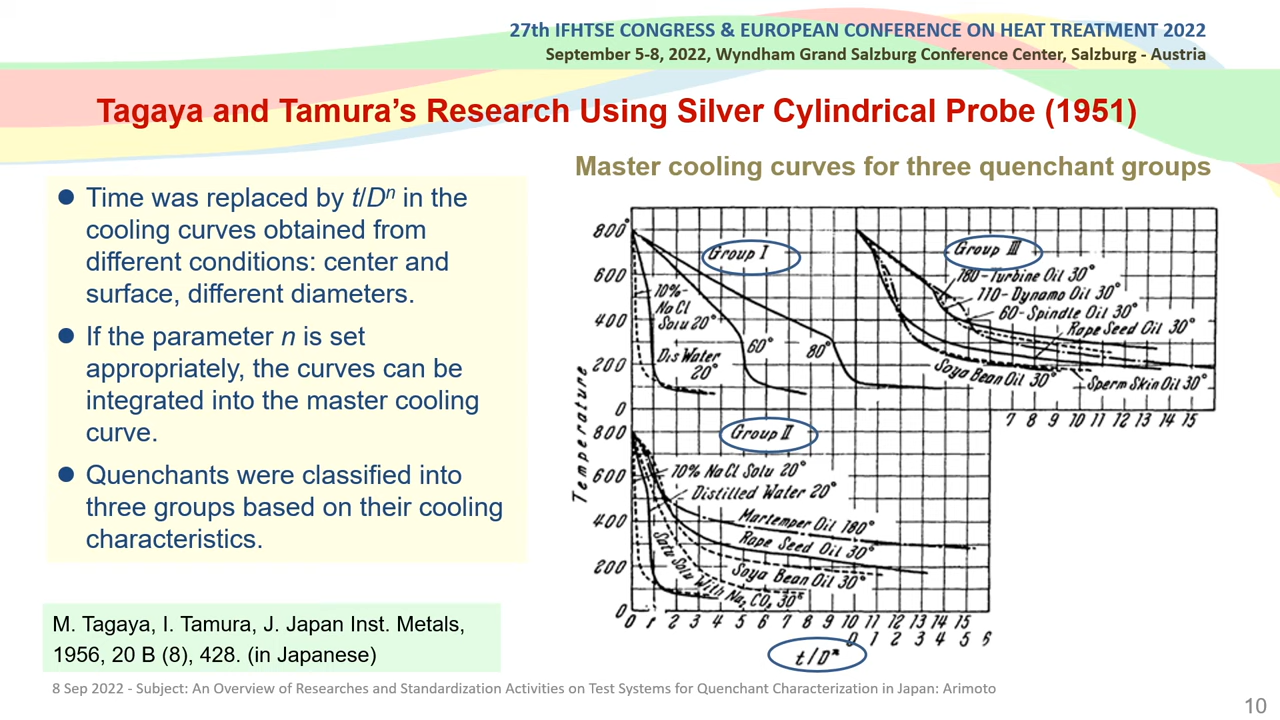 27th IFHTSE CONGRESS & EUROPEAN CONFERENCE ON HEAT TREATMENT 2022
September 5-8, 2022, Wyndham Grand Salzburg Conference Center, Salzburg - Austria
Tagaya and Tamura’s Research Using Silver Cylindrical Probe (1951)
● Time was replaced by t/Dⁿ in the
cooling curves obtained from
different conditions: center and
surface, different diameters.
● If the parameter n is set
appropriately, the curves can be
integrated into the master cooling
curve.
● Quenchants were classified into
three groups based on their cooling
characteristics.
M. Tagaya, I. Tamura, J. Japan Inst. Metals,
1956, 20 B (8), 428. (in Japanese)
Master cooling curves for three quenchant groups
Temperature
800°
600
400
200
0
800
600
400
200
0
Group I
10%-
NaCl
Solu 20°
Dis Water
20°
60°
80°
Group III
180-Turbine Oil 30°
110-Dynamo Oil 30°
60-Spindle Oil 30°
Rape Seed Oil 30°
Soya Bean Oil 30°
Sperm Skin Oil 30°
7 8 9 10 11 12 13 14 15
Group II
10% NaCl Solu 20°
Distilled Water 20°
Martemper Oil 180°
Rape Seed Oil 30°
Soya Bean Oil 30°
Satu Solu With Na₂CO₃ 30°
0 1 2 3 4 5 6 7 8 9 10 11 12 13 14 15
0 1 2 3 4 5 6
t/Dⁿ
8 Sep 2022 - Subject: An Overview of Researches and Standardization Activities on Test Systems for Quenchant Characterization in Japan: Arimoto
10